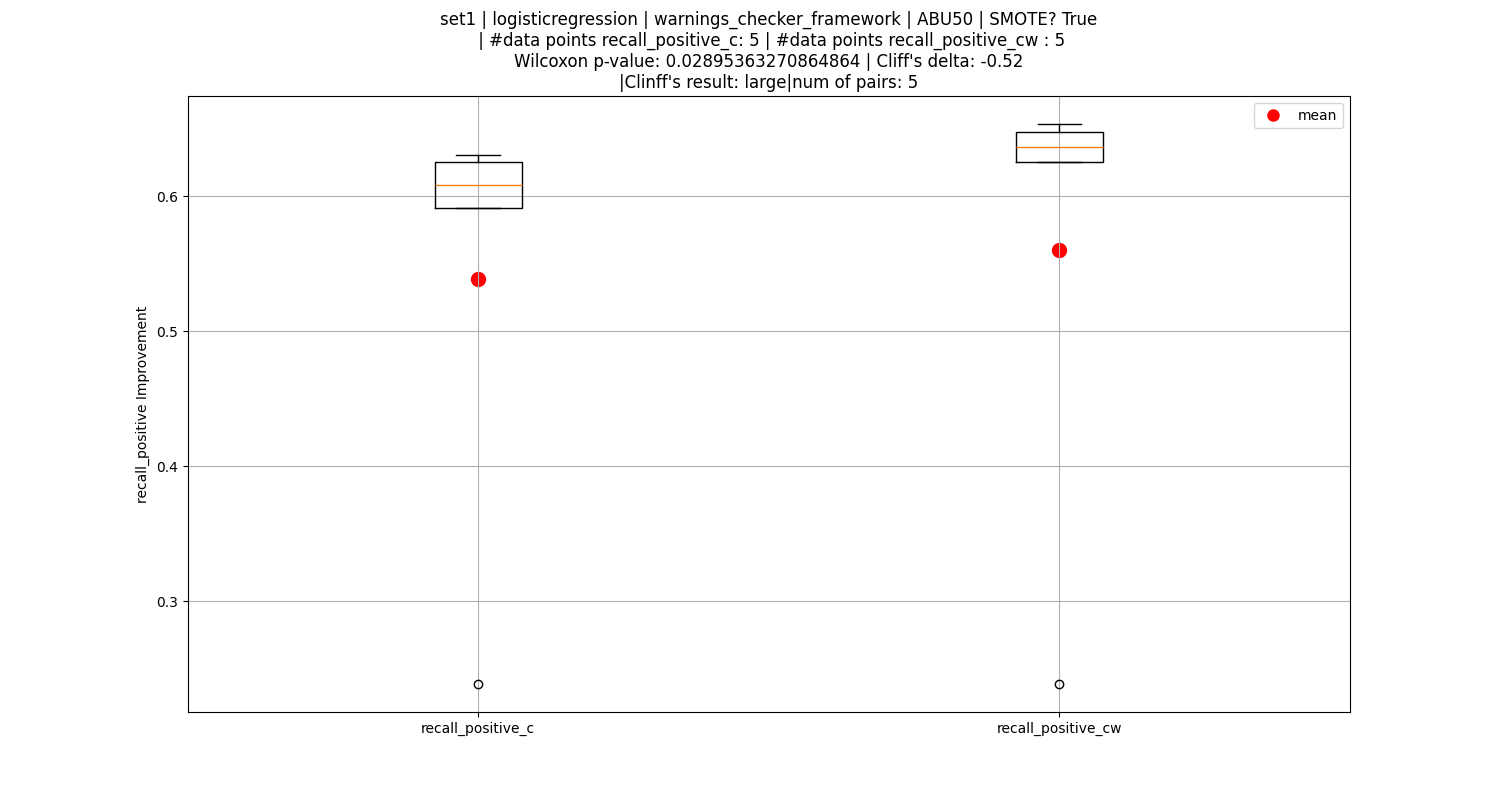 set1 | logisticregression | warnings_checker_framework | ABU50 | SMOTE? True
| #data points recall_positive_c: 5 | #data points recall_positive_cw : 5
Wilcoxon p-value: 0.02895363270864864 | Cliff's delta: -0.52
|Clinff's result: large|num of pairs: 5
mean
recall_positive Improvement
0.6
0.5
0.4
0.3
recall_positive_c
recall_positive_cw